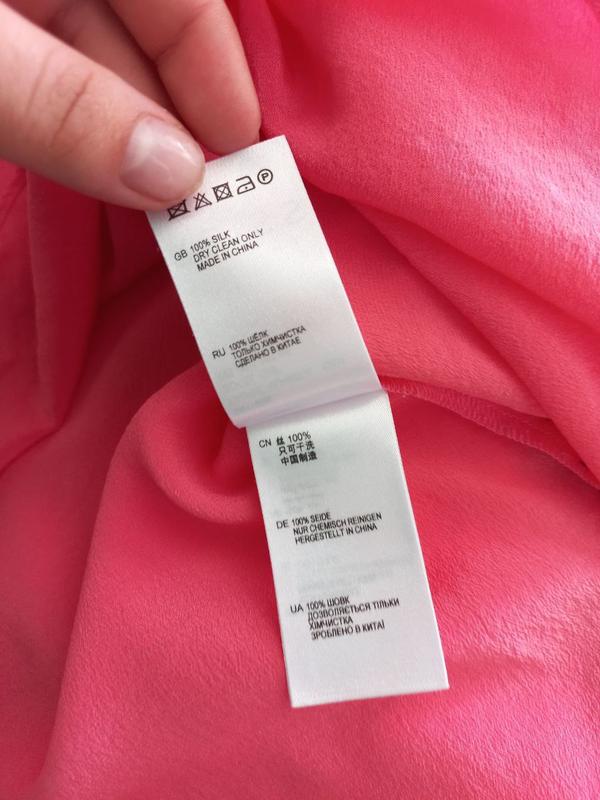 P
GB 100% SILK
DRY CLEAN ONLY
MADE IN CHINA
RU 100% ШЁЛК
ТОЛЬКО ХИМЧИСТКА
СДЕЛАНО В КИТАЕ
CN 丝 100%
只可干洗
中国制造
DE 100% SEIDE
NUR CHEMISCH REINIGEN
HERGESTELLT IN CHINA
UA 100% ШОВК
ДОЗВОЛЯЄТЬСЯ ТІЛЬКИ
ХІМЧИСТКА
ЗРОБЛЕНО В КИТАЇ